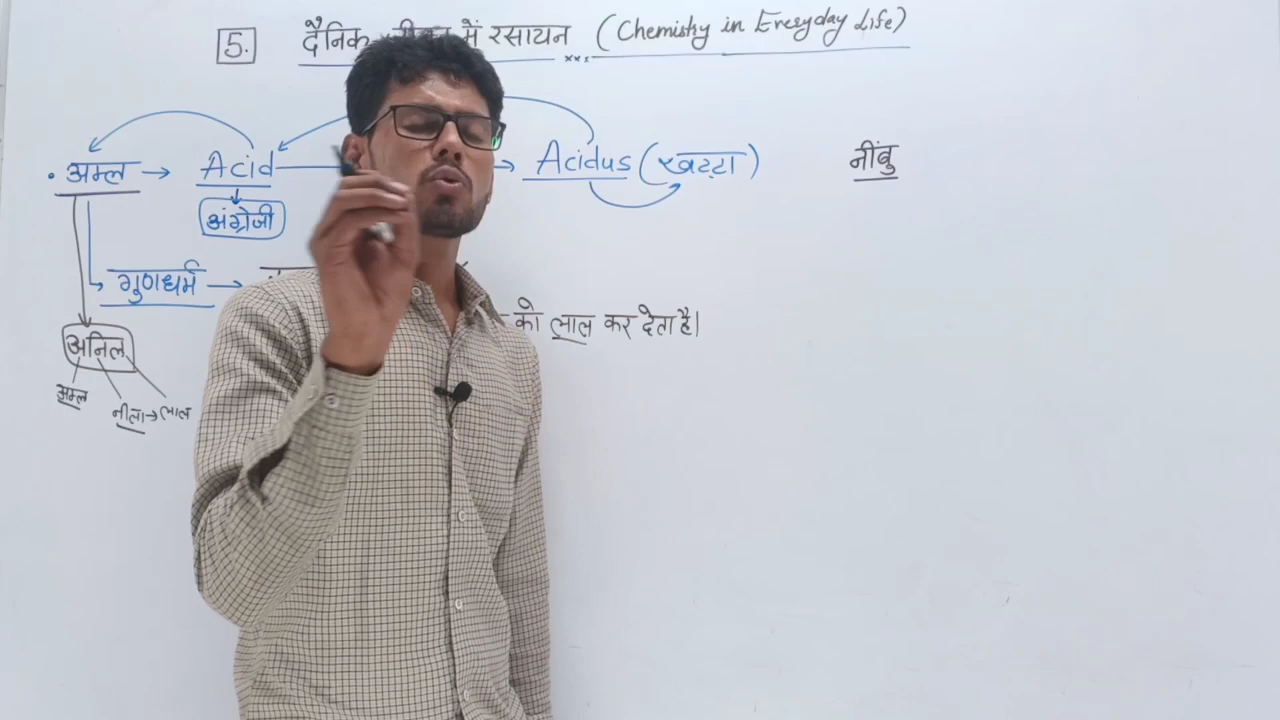 5. दैनिक में रसायन (Chemistry in Everyday Life)
• अम्ल → Acid → Acidus (खट्टा) नींबु
अंग्रेजी
गुणधर्म →
को लाल कर देता है।
अनिल
अम्ल
नीला→लाल